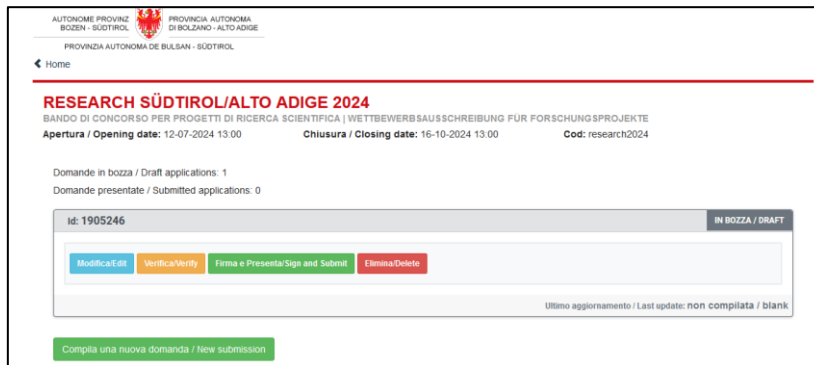 AUTONOME PROVINZ
BOZEN - SÜDTIROL
PROVINCIA AUTONOMA
DI BOLZANO - ALTO ADIGE
PROVINZIA AUTONOMA DE BULSAN - SÜDTIROL
Home
RESEARCH SÜDTIROL/ALTO ADIGE 2024
BANDO DI CONCORSO PER PROGETTI DI RICERCA SCIENTIFICA | WETTBEWERBSAUSSCHREIBUNG FÜR FORSCHUNGSPROJEKTE
Apertura / Opening date: 12-07-2024 13:00 Chiusura / Closing date: 16-10-2024 13:00 Cod: research2024
Domande in bozza / Draft applications: 1
Domande presentate / Submitted applications: 0
Id: 1905246 IN BOZZA / DRAFT
Modifica/Edit Verifica/Verify Firma e Presenta/Sign and Submit Elimina/Delete
Ultimo aggiornamento / Last update: non compilata / blank
Compila una nuova domanda / New submission